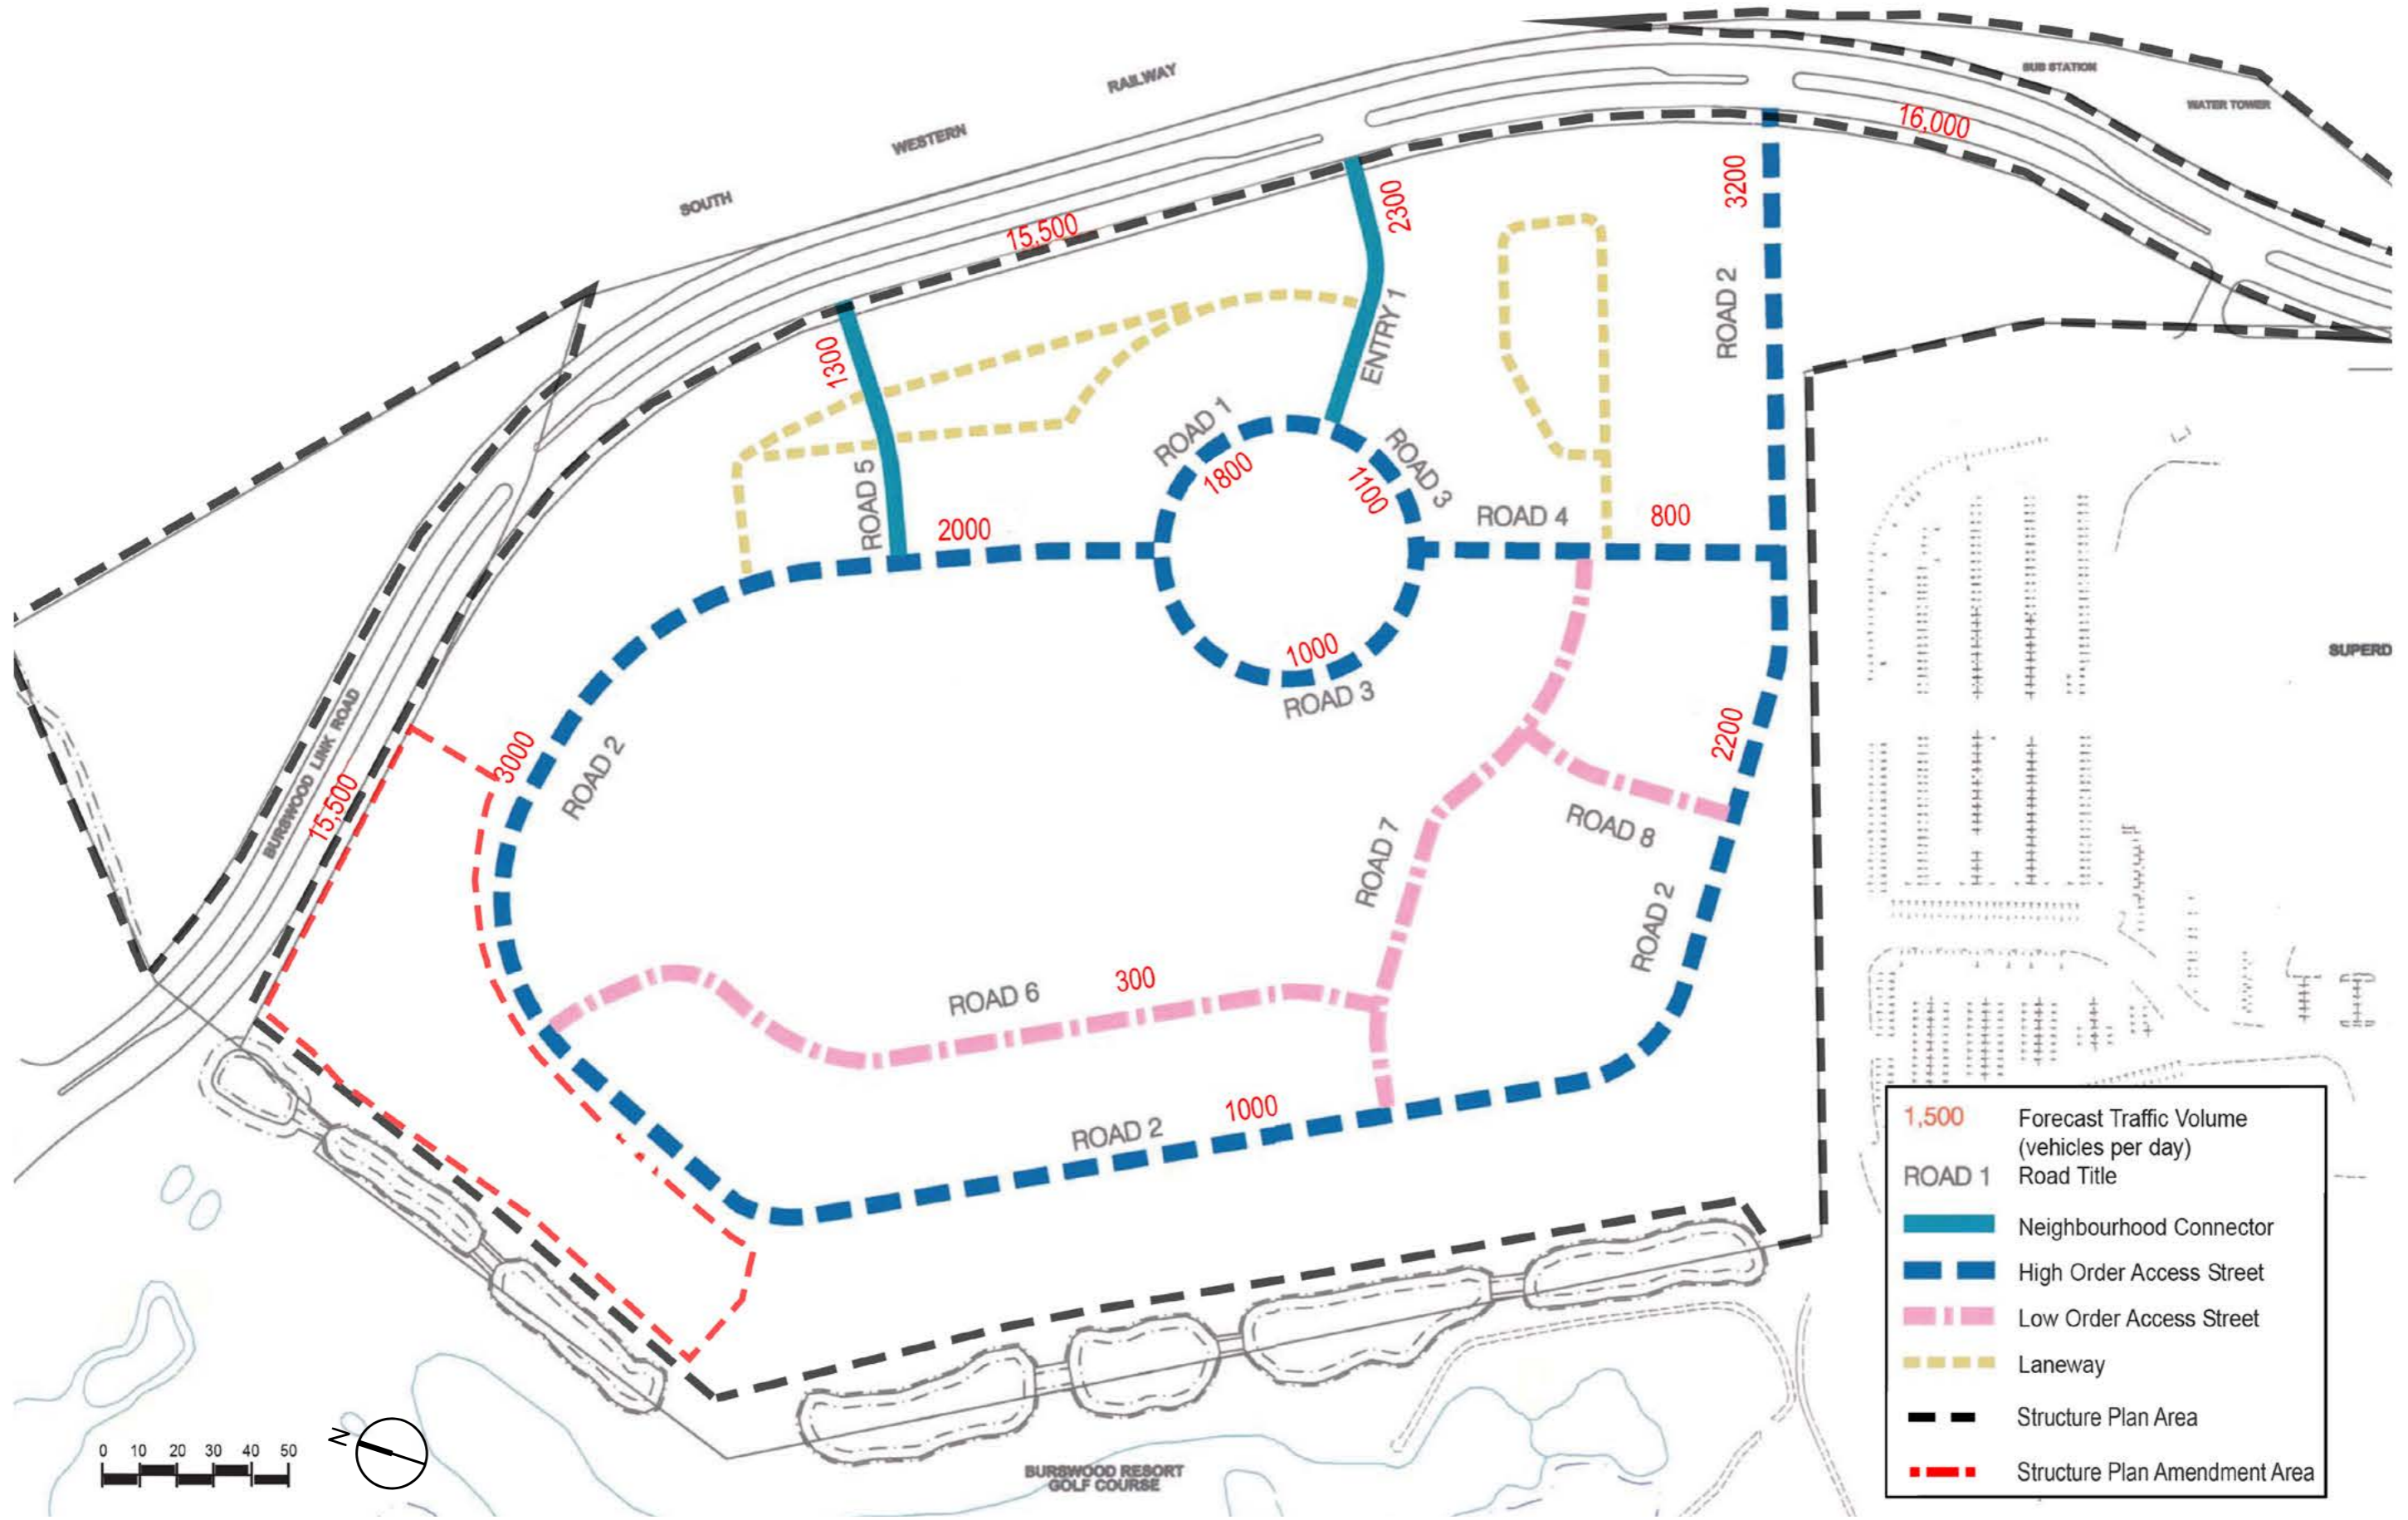 SUB STATION
WATER TOWER
RAILWAY
WESTERN
SOUTH
16,000
3200
2300
15,500
ROAD 2
ENTRY 1
1300
ROAD 1
1800
ROAD 3
1100
ROAD 5
2000
ROAD 4
800
1000
ROAD 3
SUPERD
BURSWOOD LINK ROAD
15,500
3000
ROAD 2
2200
ROAD 8
ROAD 7
ROAD 2
ROAD 6
300
ROAD 2
1000
1,500 Forecast Traffic Volume
(vehicles per day)
ROAD 1 Road Title
Neighbourhood Connector
High Order Access Street
Low Order Access Street
Laneway
Structure Plan Area
Structure Plan Amendment Area
0 10 20 30 40 50
N
BURSWOOD RESORT
GOLF COURSE